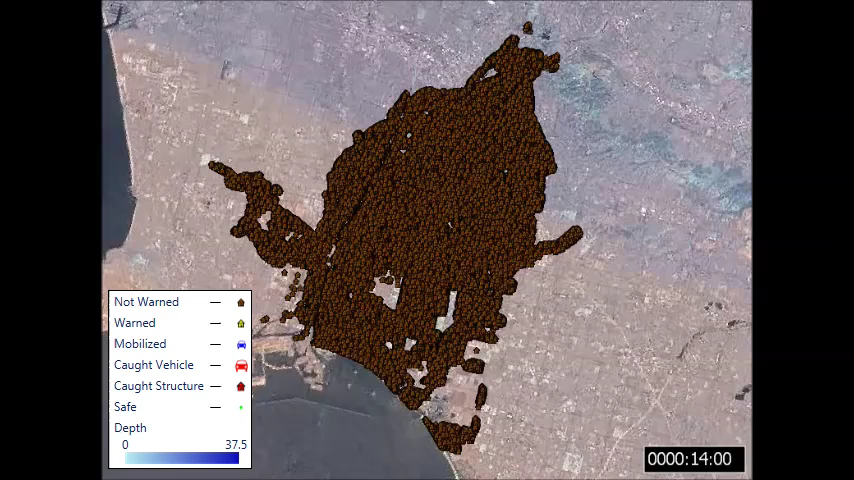 Not Warned —
Warned —
Mobilized —
Caught Vehicle —
Caught Structure —
Safe —
Depth
0 37.5
0000:14:00